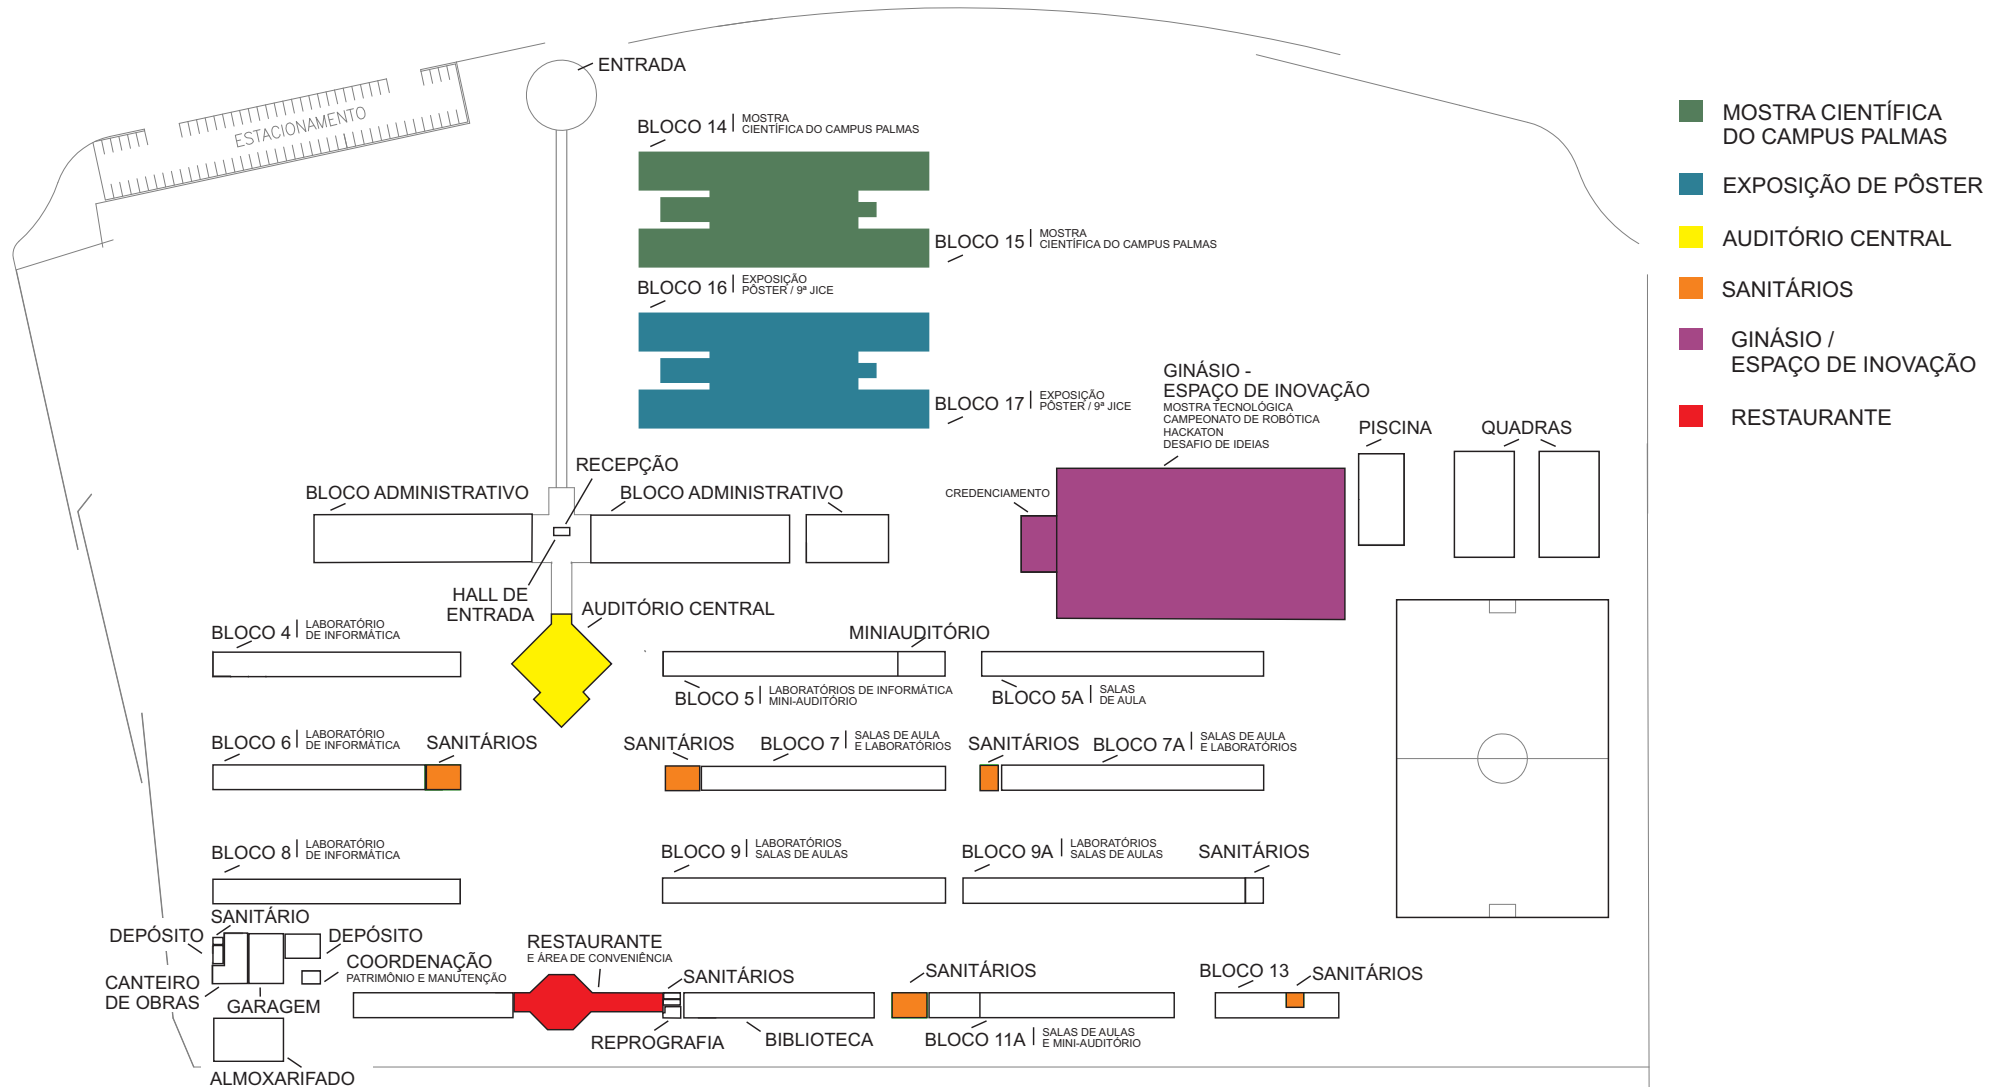 ENTRADA
ESTACIONAMENTO
BLOCO 14
MOSTRA
CIENTÍFICA DO CAMPUS PALMAS
BLOCO 15
MOSTRA
CIENTÍFICA DO CAMPUS PALMAS
BLOCO 16
EXPOSIÇÃO
PÔSTER / 9ª JICE
BLOCO 17
EXPOSIÇÃO
PÔSTER / 9ª JICE
MOSTRA CIENTÍFICA
DO CAMPUS PALMAS
EXPOSIÇÃO DE PÔSTER
AUDITÓRIO CENTRAL
SANITÁRIOS
GINÁSIO /
ESPAÇO DE INOVAÇÃO
RESTAURANTE
GINÁSIO -
ESPAÇO DE INOVAÇÃO
MOSTRA TECNOLÓGICA
CAMPEONATO DE ROBÓTICA
HACKATON
DESAFIO DE IDEIAS
PISCINA
QUADRAS
CREDENCIAMENTO
RECEPÇÃO
BLOCO ADMINISTRATIVO
BLOCO ADMINISTRATIVO
HALL DE
ENTRADA
AUDITÓRIO CENTRAL
BLOCO 4
LABORATÓRIO
DE INFORMÁTICA
MINIAUDITÓRIO
BLOCO 5
LABORATÓRIOS DE INFORMÁTICA
MINI-AUDITÓRIO
BLOCO 5A
SALAS
DE AULA
BLOCO 6
LABORATÓRIO
DE INFORMÁTICA
SANITÁRIOS
SANITÁRIOS
BLOCO 7
SALAS DE AULA
E LABORATÓRIOS
SANITÁRIOS
BLOCO 7A
SALAS DE AULA
E LABORATÓRIOS
BLOCO 8
LABORATÓRIO
DE INFORMÁTICA
BLOCO 9
LABORATÓRIOS
SALAS DE AULAS
BLOCO 9A
LABORATÓRIOS
SALAS DE AULAS
SANITÁRIOS
SANITÁRIO
DEPÓSITO
DEPÓSITO
COORDENAÇÃO
PATRIMÔNIO E MANUTENÇÃO
CANTEIRO
DE OBRAS
GARAGEM
ALMOXARIFADO
RESTAURANTE
E ÁREA DE CONVENIÊNCIA
SANITÁRIOS
REPROGRAFIA
BIBLIOTECA
SANITÁRIOS
BLOCO 11A
SALAS DE AULAS
E MINI-AUDITÓRIO
BLOCO 13
SANITÁRIOS